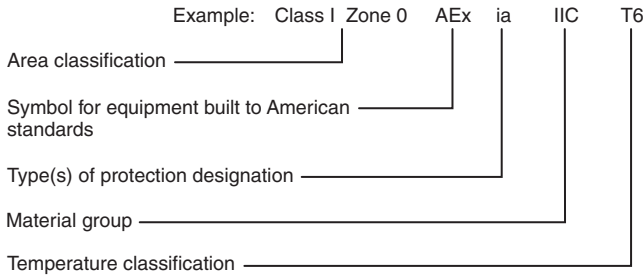 Example: Class I Zone 0 AEx ia IIC T6
Area classification
Symbol for equipment built to American
standards
Type(s) of protection designation
Material group
Temperature classification